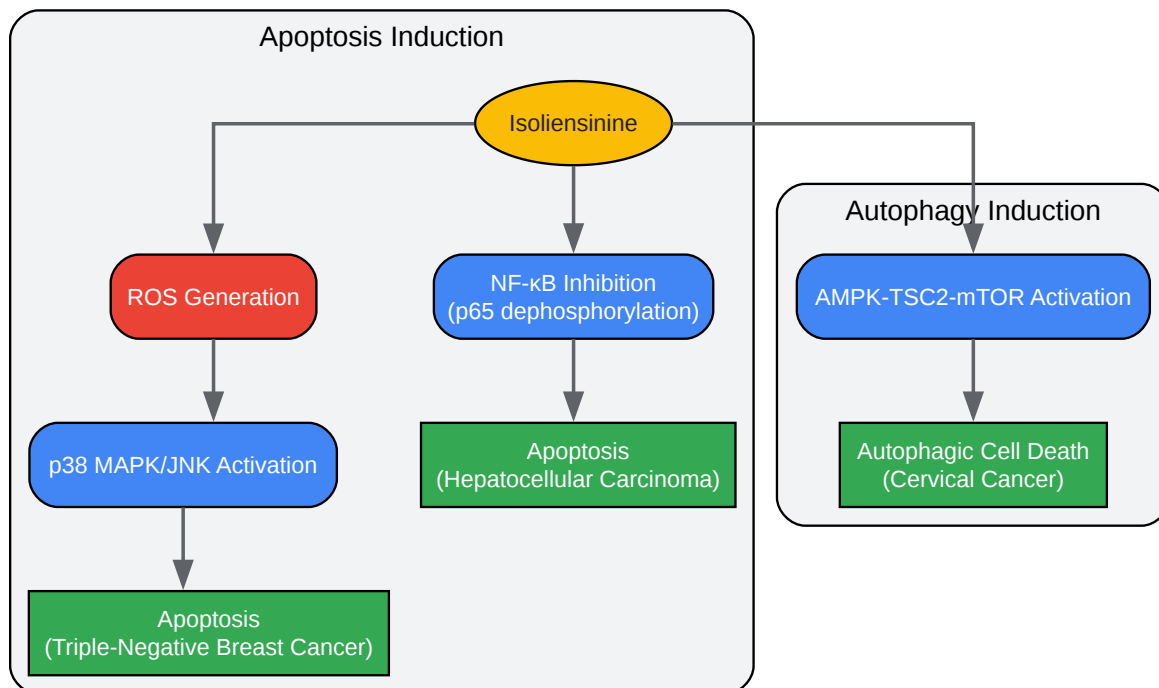 Apoptosis Induction
Isoliensinine
Autophagy Induction
ROS Generation
NF-κB Inhibition
(p65 dephosphorylation)
AMPK-TSC2-mTOR Activation
p38 MAPK/JNK Activation
Apoptosis
(Hepatocellular Carcinoma)
Autophagic Cell Death
(Cervical Cancer)
Apoptosis
(Triple-Negative Breast Cancer)